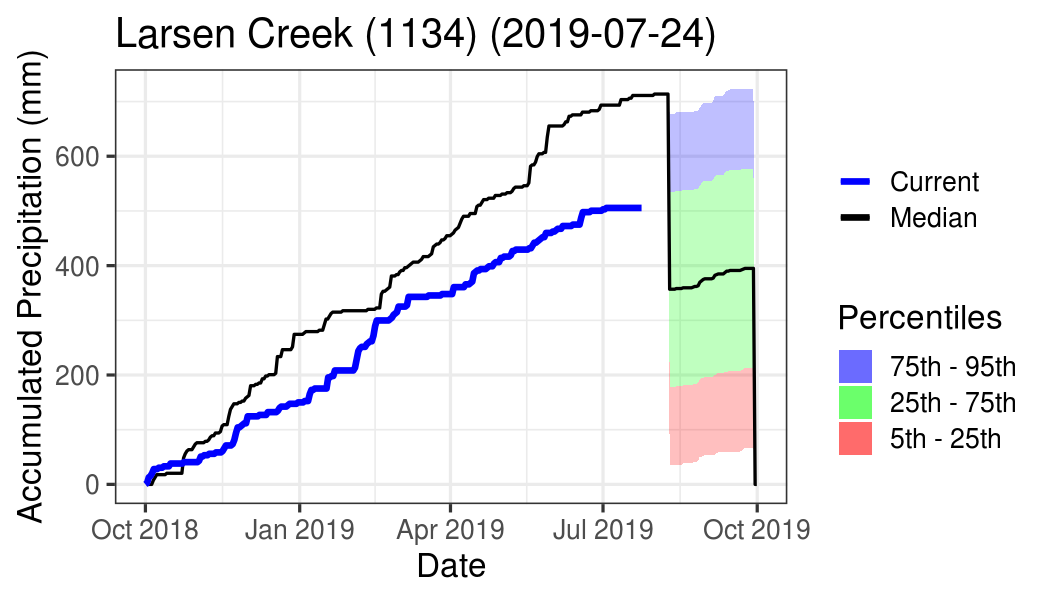 Larsen Creek (1134) (2019-07-24)
Accumulated Precipitation (mm)
600
400
200
0
Oct 2018
Jan 2019
Apr 2019
Jul 2019
Oct 2019
Date
Current
Median
Percentiles
75th - 95th
25th - 75th
5th - 25th